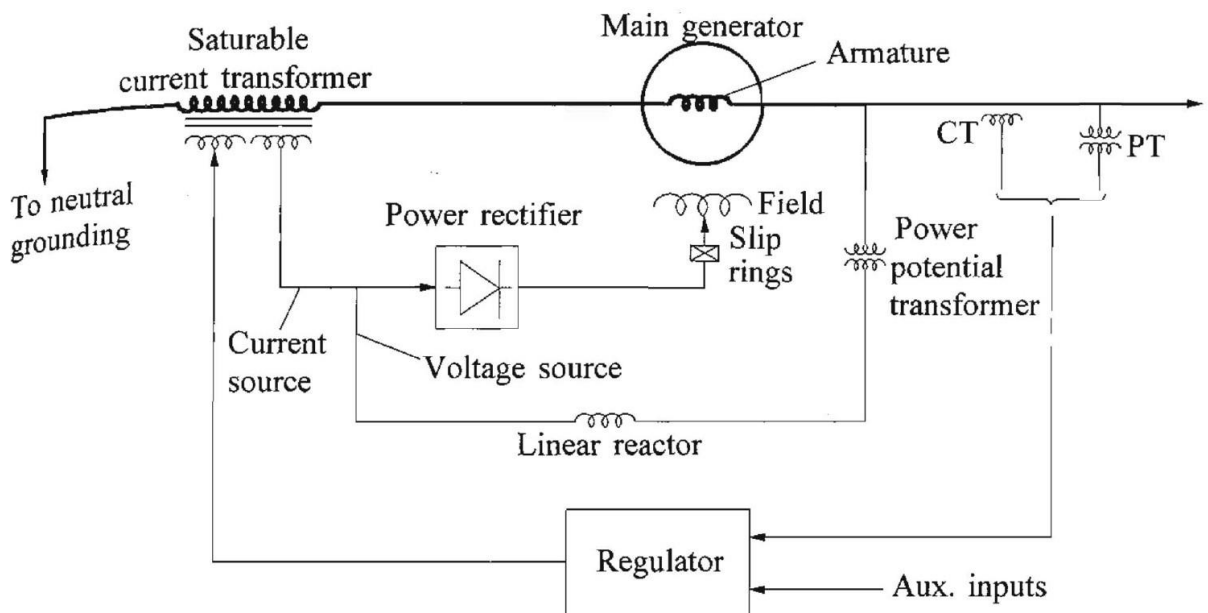 Main generator
Saturable
current transformer
Armature
CT
PT
To neutral
grounding
Power rectifier
Field
Slip
rings
Power
potential
transformer
Current
source
Voltage source
Linear reactor
Regulator
Aux. inputs